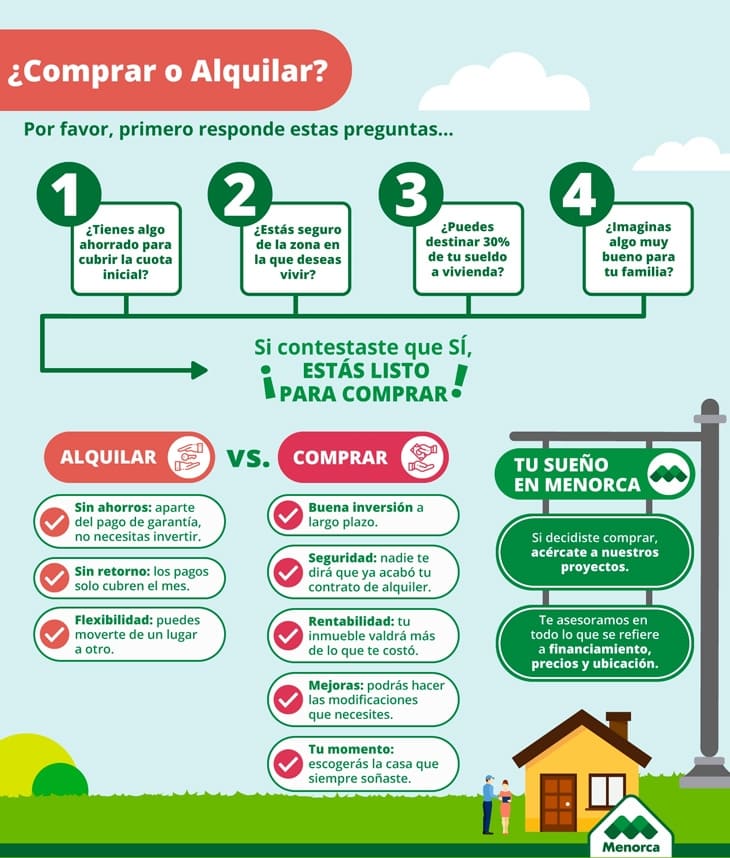 ¿Comprar o Alquilar?
Por favor, primero responde estas preguntas...
1
¿Tienes algo
ahorrado para
cubrir la cuota
inicial?
2
¿Estás seguro
de la zona en
la que deseas
vivir?
3
¿Puedes
destinar 30%
de tu sueldo
a vivienda?
4
¿Imaginas
algo muy
bueno para
tu familia?
Si contestaste que SÍ,
¡ESTÁS LISTO
PARA COMPRAR!
ALQUILAR
Sin ahorros: aparte
del pago de garantía,
no necesitas invertir.
Sin retorno: los pagos
solo cubren el mes.
Flexibilidad: puedes
moverte de un lugar
a otro.
VS.
COMPRAR
Buena inversión a
largo plazo.
Seguridad: nadie te
dirá que ya acabó tu
contrato de alquiler.
Rentabilidad: tu
inmueble valdrá más
de lo que te costó.
Mejoras: podrás hacer
las modificaciones
que necesites.
Tu momento:
escogerás la casa que
siempre soñaste.
TU SUEÑO
EN MENORCA
Si decidiste comprar,
acércate a nuestros
proyectos.
Te asesoramos en
todo lo que se refiere
a financiamiento,
precios y ubicación.
Menorca